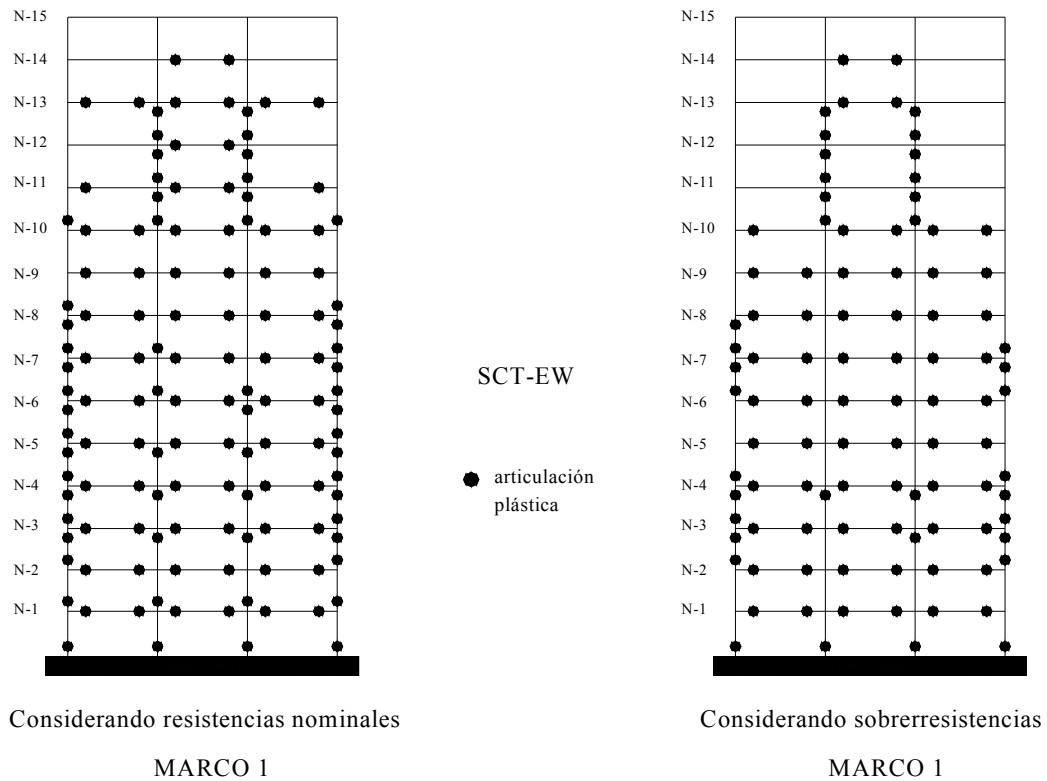 N-15
N-14
N-13
N-12
N-11
N-10
N-9
N-8
N-7
N-6
N-5
N-4
N-3
N-2
N-1
SCT-EW
articulación
plástica
N-15
N-14
N-13
N-12
N-11
N-10
N-9
N-8
N-7
N-6
N-5
N-4
N-3
N-2
N-1
Considerando resistencias nominales
MARCO 1
Considerando sobrerresistencias
MARCO 1